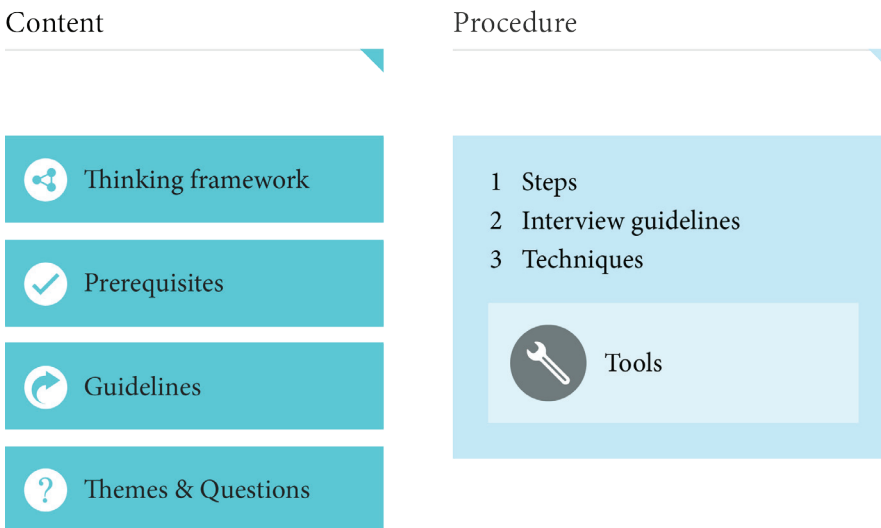 Content
Thinking framework
Prerequisites
Guidelines
? Themes & Questions
Procedure
1 Steps
2 Interview guidelines
3 Techniques
Tools